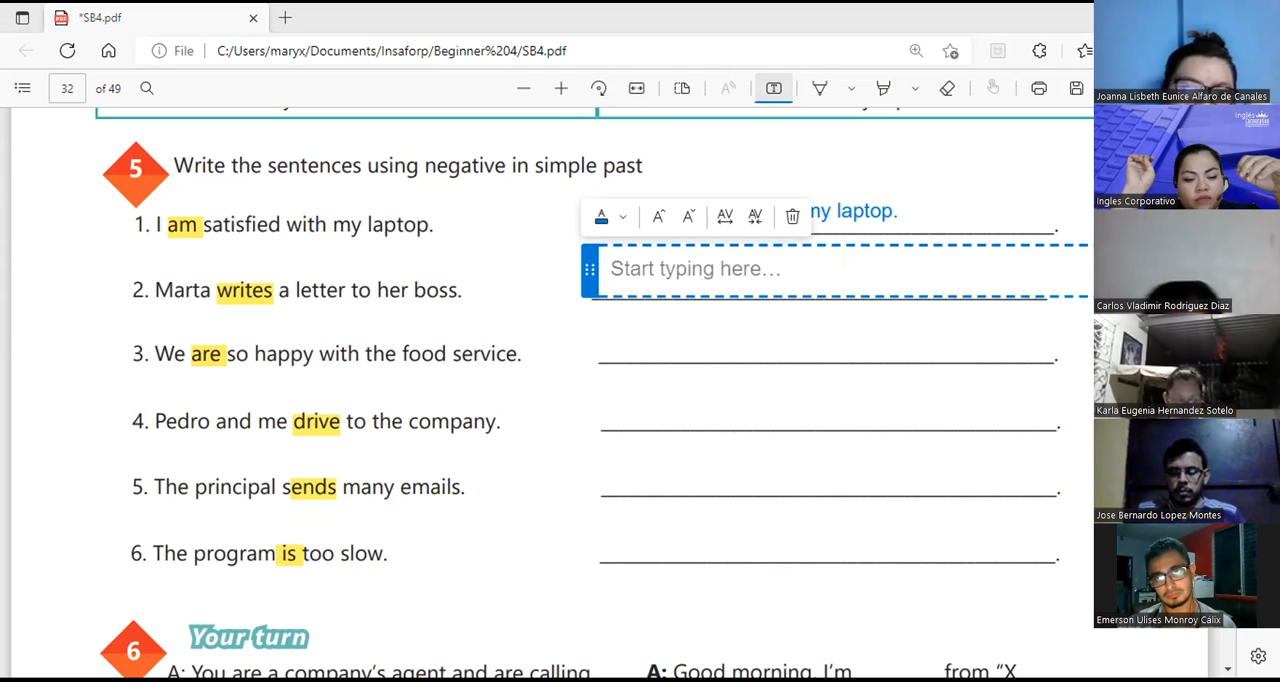 *SB4.pdf
File
C:/Users/maryx/Documents/Insaforp/Beginner%204/SB4.pdf
32 of 49
5 Write the sentences using negative in simple past
1. I am satisfied with my laptop.
my laptop.
Start typing here...
2. Marta writes a letter to her boss.
3. We are so happy with the food service.
4. Pedro and me drive to the company.
5. The principal sends many emails.
6. The program is too slow.
6 Your turn
A: You are a company's agent and are calling
A: Good morning, I'm ________ from "X
Joanna Lisbeth Eunice Alfaro de Canales
Inglés Corporativo
Ingles Corporativo
Carlos Vladimir Rodriguez Diaz
Karla Eugenia Hernandez Sotelo
Jose Bernardo Lopez Montes
Emerson Ulises Monroy Cálix